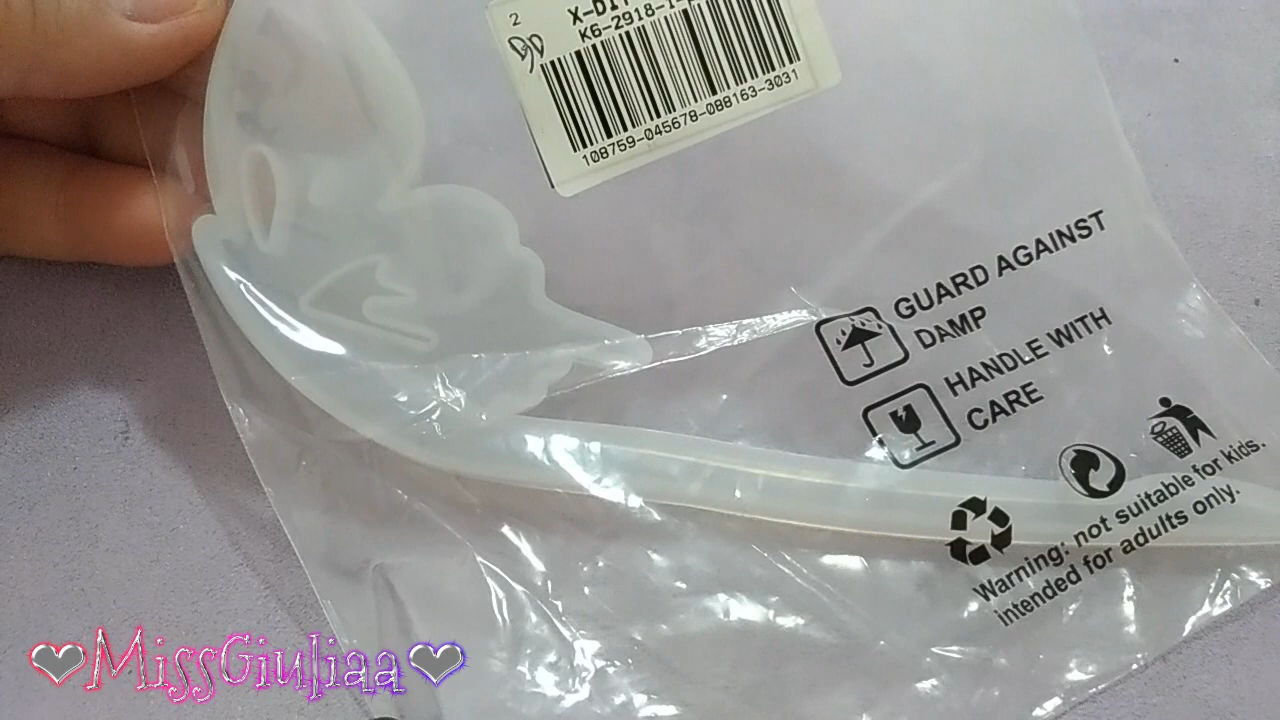 2
X-DIY
K6-2918-1
108759-045678-088163-3031
GUARD AGAINST
DAMP
HANDLE WITH
CARE
Warning: not suitable for kids.
intended for adults only.
❤MissGiuliaa❤